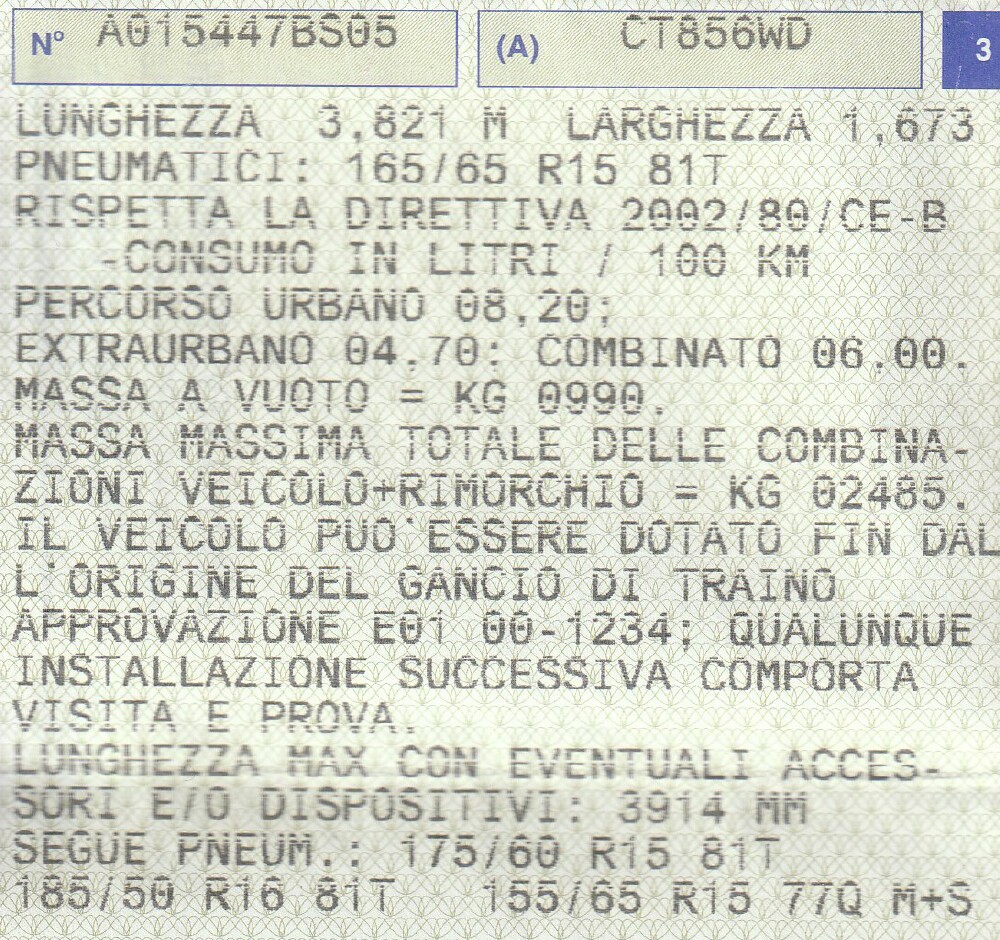 N° A015447BS05 (A) CT856WD 3
LUNGHEZZA 3,821 M LARGHEZZA 1,673
PNEUMATICI: 165/65 R15 81T
RISPETTA LA DIRETTIVA 2002/80/CE-B
-CONSUMO IN LITRI / 100 KM
PERCORSO URBANO 08,20;
EXTRAURBANO 04.70: COMBINATO 06.00.
MASSA A VUOTO = KG 0990.
MASSA MASSIMA TOTALE DELLE COMBINA-
ZIONI VEICOLO+RIMORCHIO = KG 02485.
IL VEICOLO PUO'ESSERE DOTATO FIN DAL
L'ORIGINE DEL GANCIO DI TRAINO
APPROVAZIONE E01 00-1234; QUALUNQUE
INSTALLAZIONE SUCCESSIVA COMPORTA
VISITA E PROVA.
LUNGHEZZA MAX CON EVENTUALI ACCES-
SORI E/O DISPOSITIVI: 3914 MM
SEGUE PNEUM.: 175/60 R15 81T
185/50 R16 81T 155/65 R15 77Q M+S